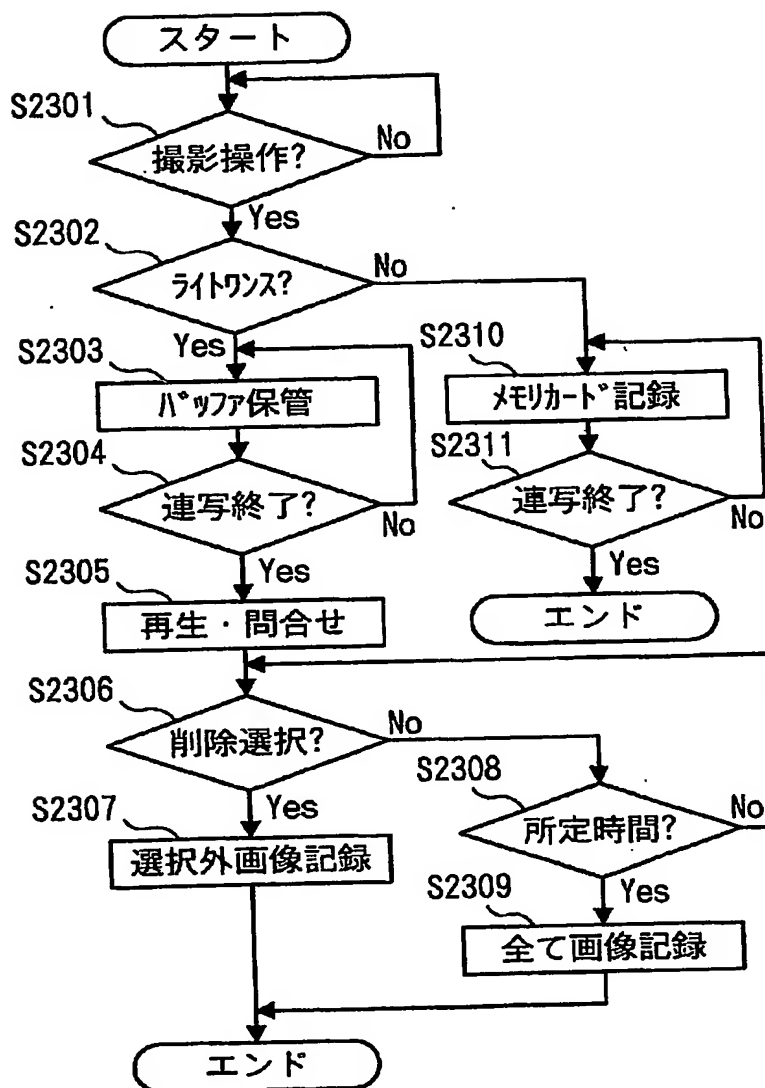 スタート
S2301
撮影操作?
No
Yes
S2302
ライトワンス?
No
Yes
S2303
バッファ保管
S2310
メモリカード記録
S2304
連写終了?
No
S2311
連写終了?
No
Yes
Yes
S2305
再生・問合せ
エンド
S2306
削除選択?
No
Yes
S2307
選択外画像記録
S2308
所定時間?
No
Yes
S2309
全て画像記録
エンド